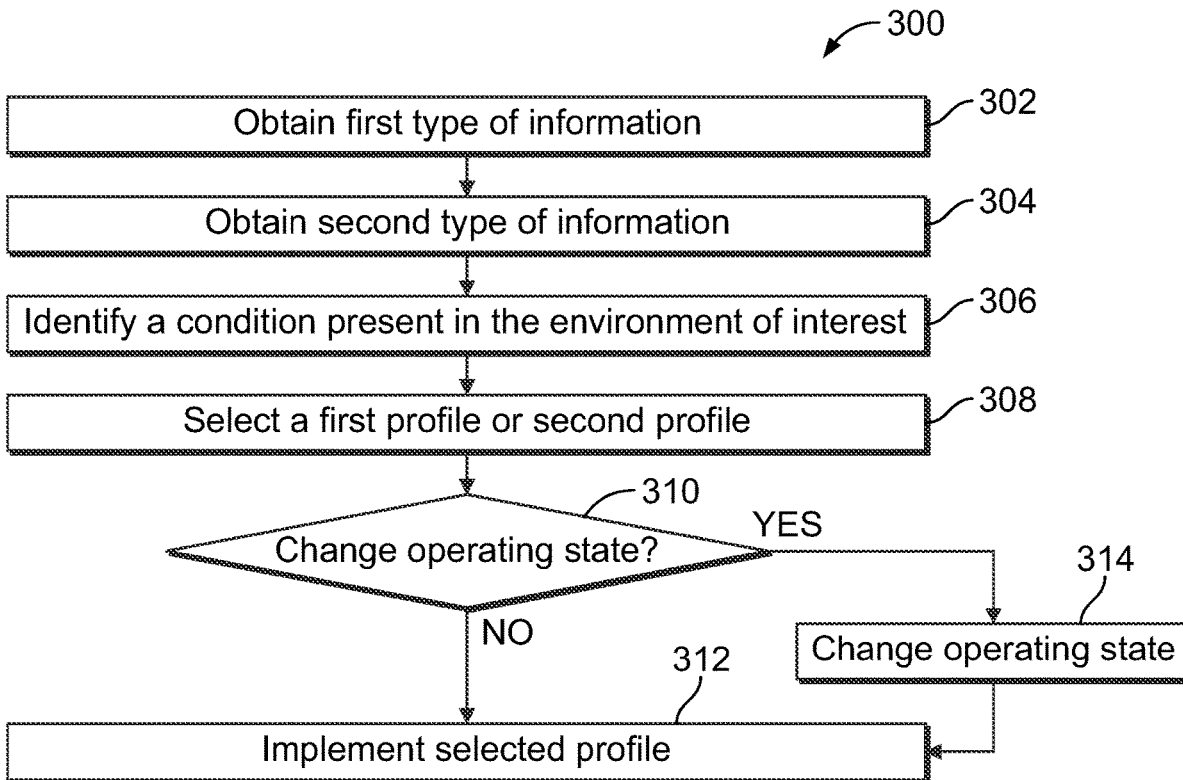 300
Obtain first type of information
302
Obtain second type of information
304
Identify a condition present in the environment of interest
306
Select a first profile or second profile
308
310
Change operating state?
YES
NO
314
Change operating state
312
Implement selected profile